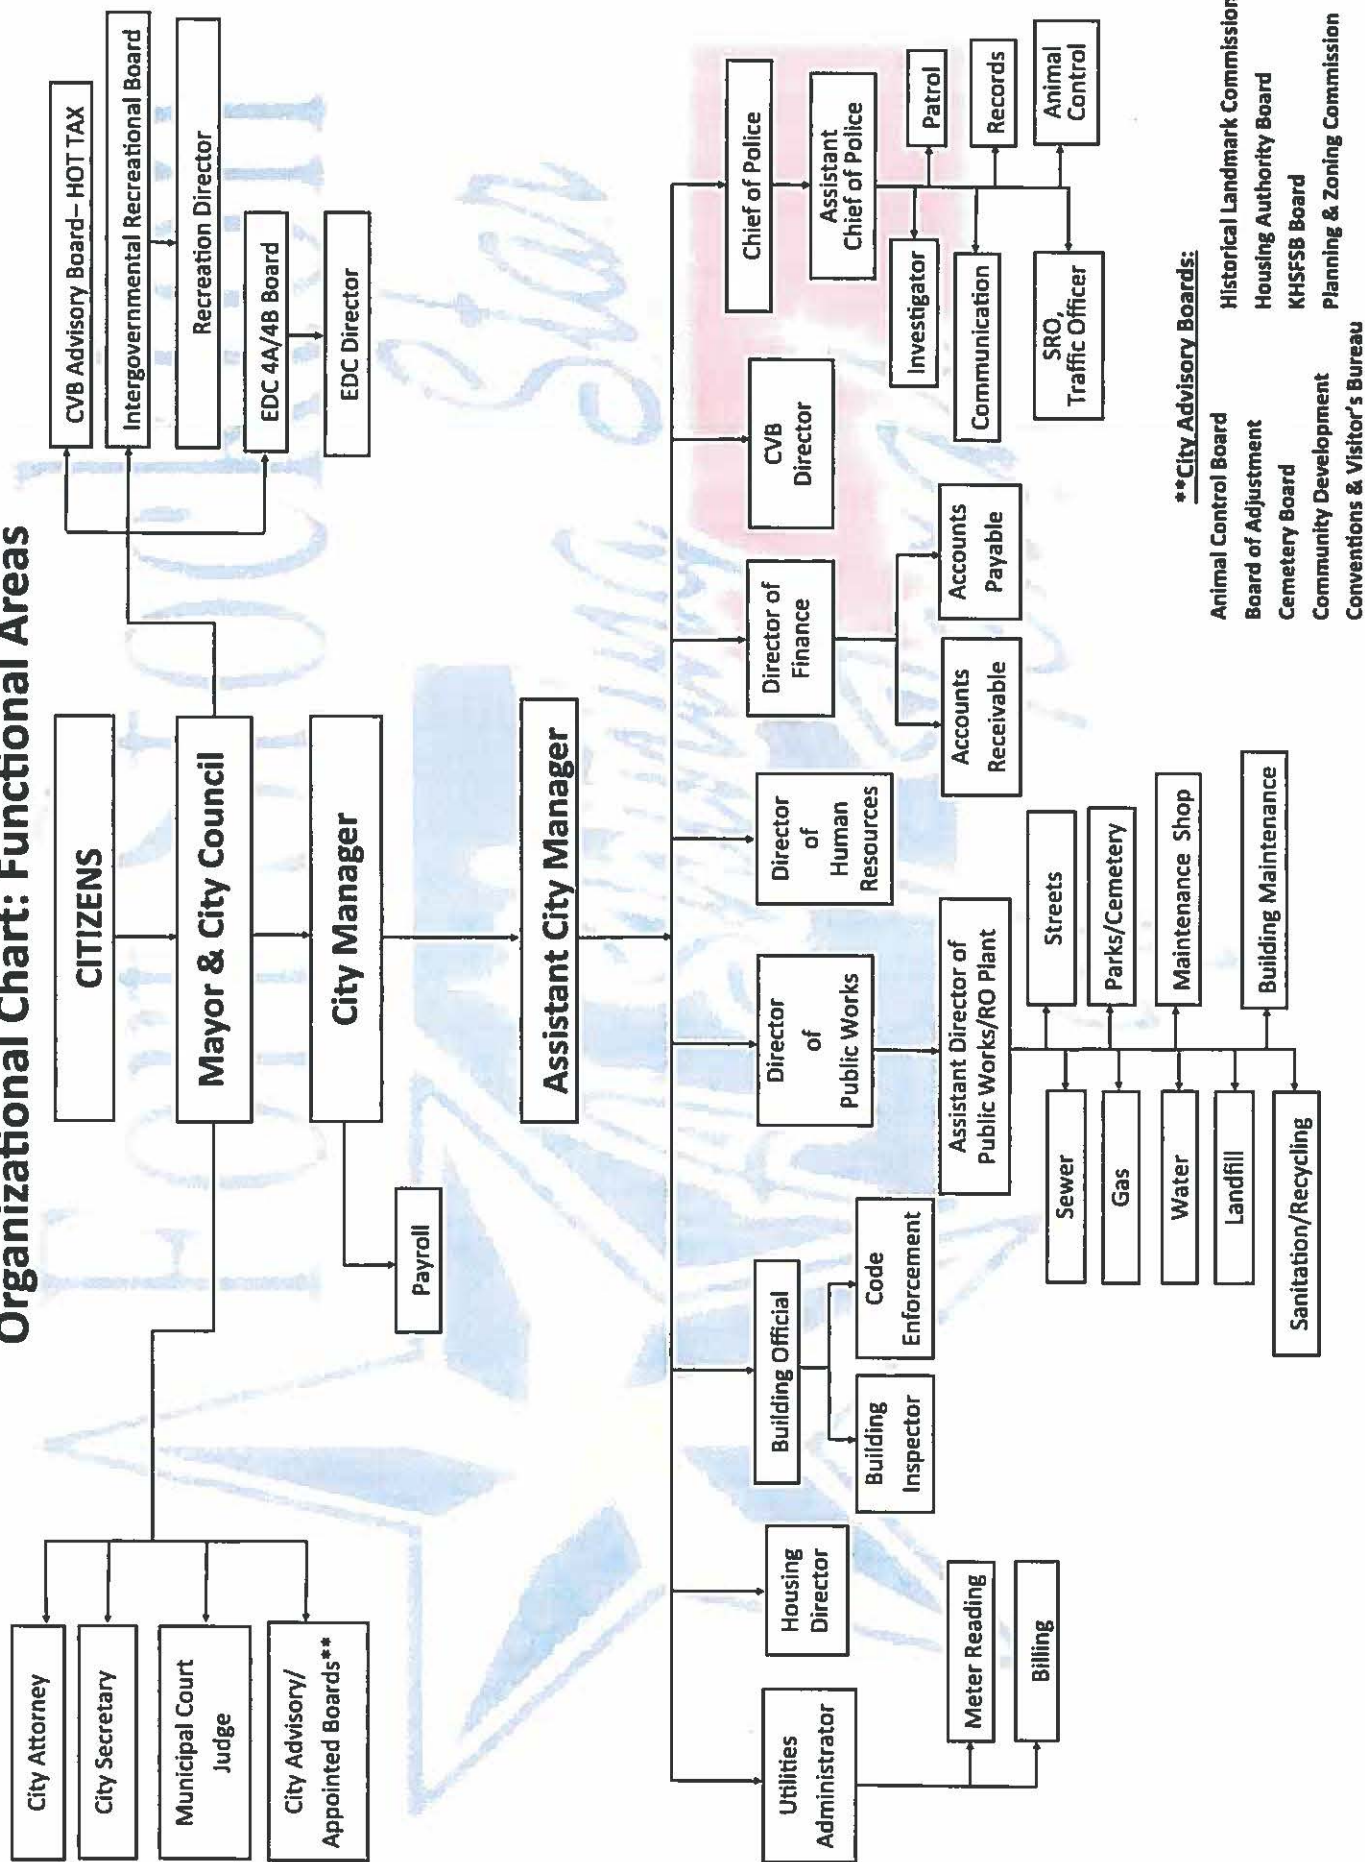 Organizational Chart: Functional Areas
CITIZENS
Mayor & City Council
City Manager
Payroll
Assistant City Manager
City Attorney
City Secretary
Municipal Court
Judge
City Advisory/
Appointed Boards**
CVB Advisory Board– HOT TAX
Intergovernmental Recreational Board
Recreation Director
EDC 4A/4B Board
EDC Director
Utilities
Administrator
Meter Reading
Billing
Housing
Director
Building Official
Building
Inspector
Code
Enforcement
Director
of
Public Works
Assistant Director of
Public Works/RO Plant
Sewer
Streets
Gas
Parks/Cemetery
Water
Maintenance Shop
Landfill
Building Maintenance
Sanitation/Recycling
Director
of
Human
Resources
Director of
Finance
Accounts
Receivable
Accounts
Payable
CVB
Director
Chief of Police
Assistant
Chief of Police
Investigator
Patrol
Communication
Records
SRO,
Traffic Officer
Animal
Control
**City Advisory Boards:
Animal Control Board
Board of Adjustment
Cemetery Board
Community Development
Conventions & Visitor's Bureau
Historical Landmark Commission
Housing Authority Board
KHSFSB Board
Planning & Zoning Commission